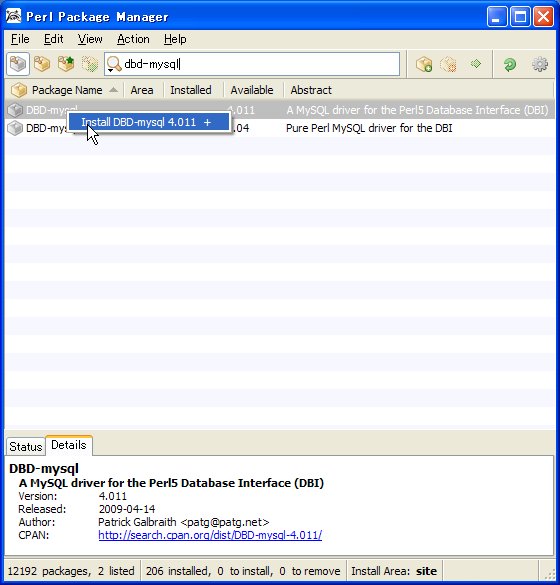 Perl Package Manager
File Edit View Action Help
dbd-mysql
Package Name Area Installed Available Abstract
DBD-mysql 4.011 A MySQL driver for the Perl5 Database Interface (DBI)
Install DBD-mysql 4.011 +
DBD-mys .04 Pure Perl MySQL driver for the DBI
Status Details
DBD-mysql
A MySQL driver for the Perl5 Database Interface (DBI)
Version: 4.011
Released: 2009-04-14
Author: Patrick Galbraith <patg@patg.net>
CPAN: http://search.cpan.org/dist/DBD-mysql-4.011/
12192 packages, 2 listed 206 installed, 0 to install, 0 to remove Install Area: site